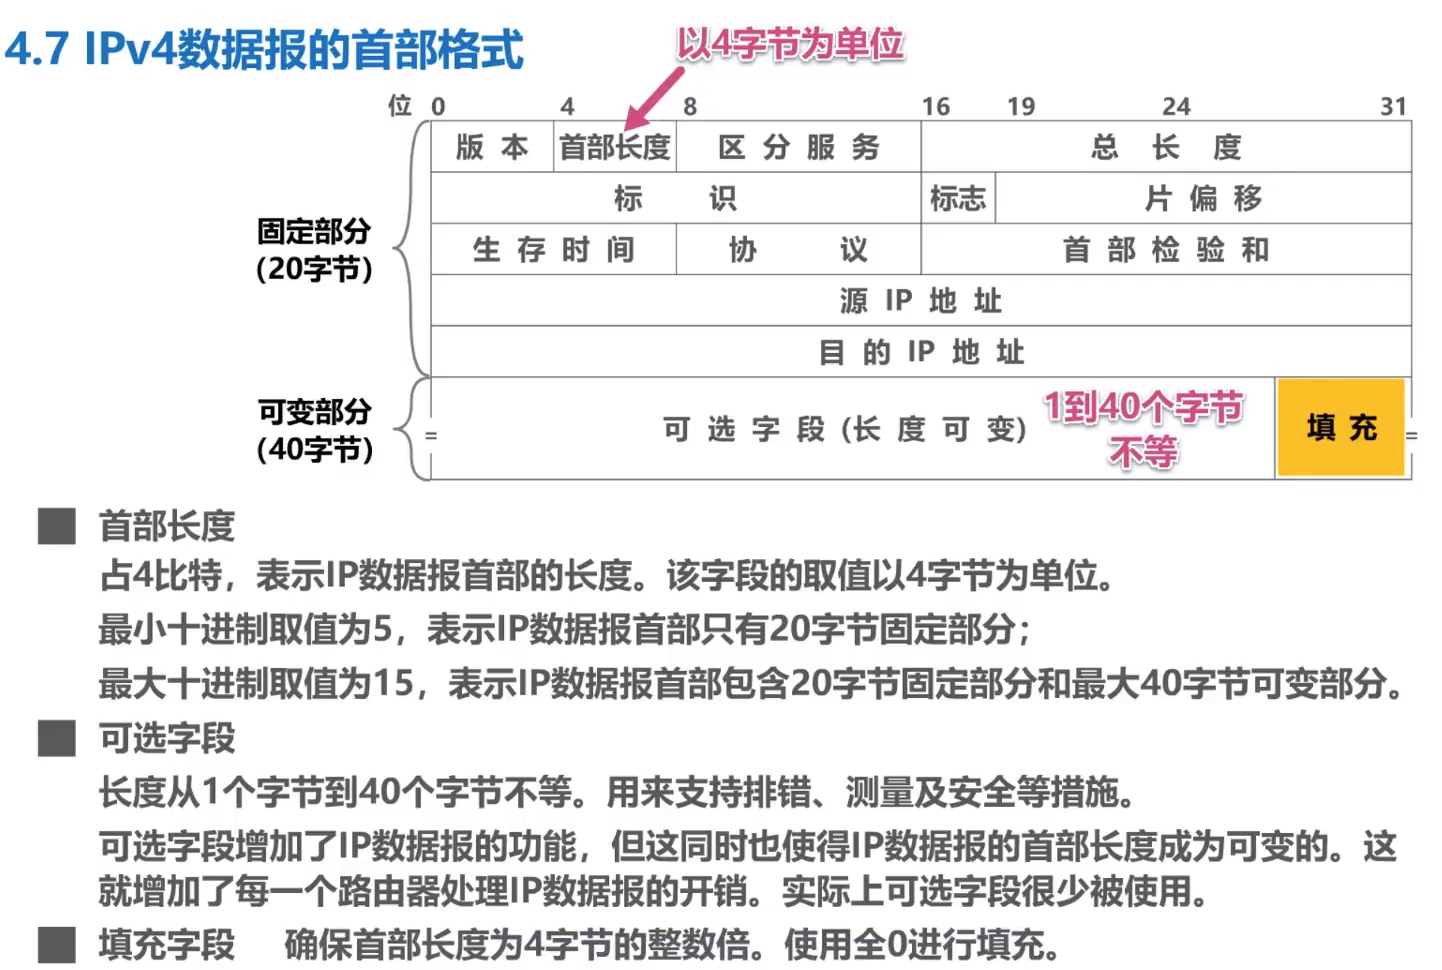 4.7 IPv4数据报的首部格式
以4字节为单位
位 0 4 8 16 19 24 31
版本 首部长度 区分服务 总长度
标识 标志 片偏移
固定部分
(20字节)
生存时间 协议 首部检验和
源IP地址
目的IP地址
可变部分
(40字节)
= 可选字段(长度可变) 1到40个字节 填充 =
不等
首部长度
占4比特，表示IP数据报首部的长度。该字段的取值以4字节为单位。
最小十进制取值为5，表示IP数据报首部只有20字节固定部分；
最大十进制取值为15，表示IP数据报首部包含20字节固定部分和最大40字节可变部分。
可选字段
长度从1个字节到40个字节不等。用来支持排错、测量及安全等措施。
可选字段增加了IP数据报的功能，但这同时也使得IP数据报的首部长度成为可变的。这
就增加了每一个路由器处理IP数据报的开销。实际上可选字段很少被使用。
填充字段 确保首部长度为4字节的整数倍。使用全0进行填充。